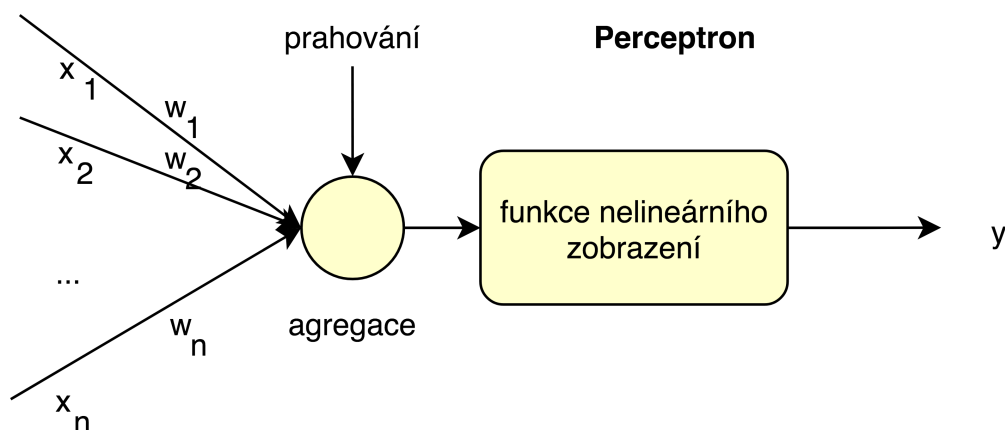 prahování
Perceptron
x1
w1
x2
w2
funkce nelineárního
zobrazení
y
...
agregace
wn
xn